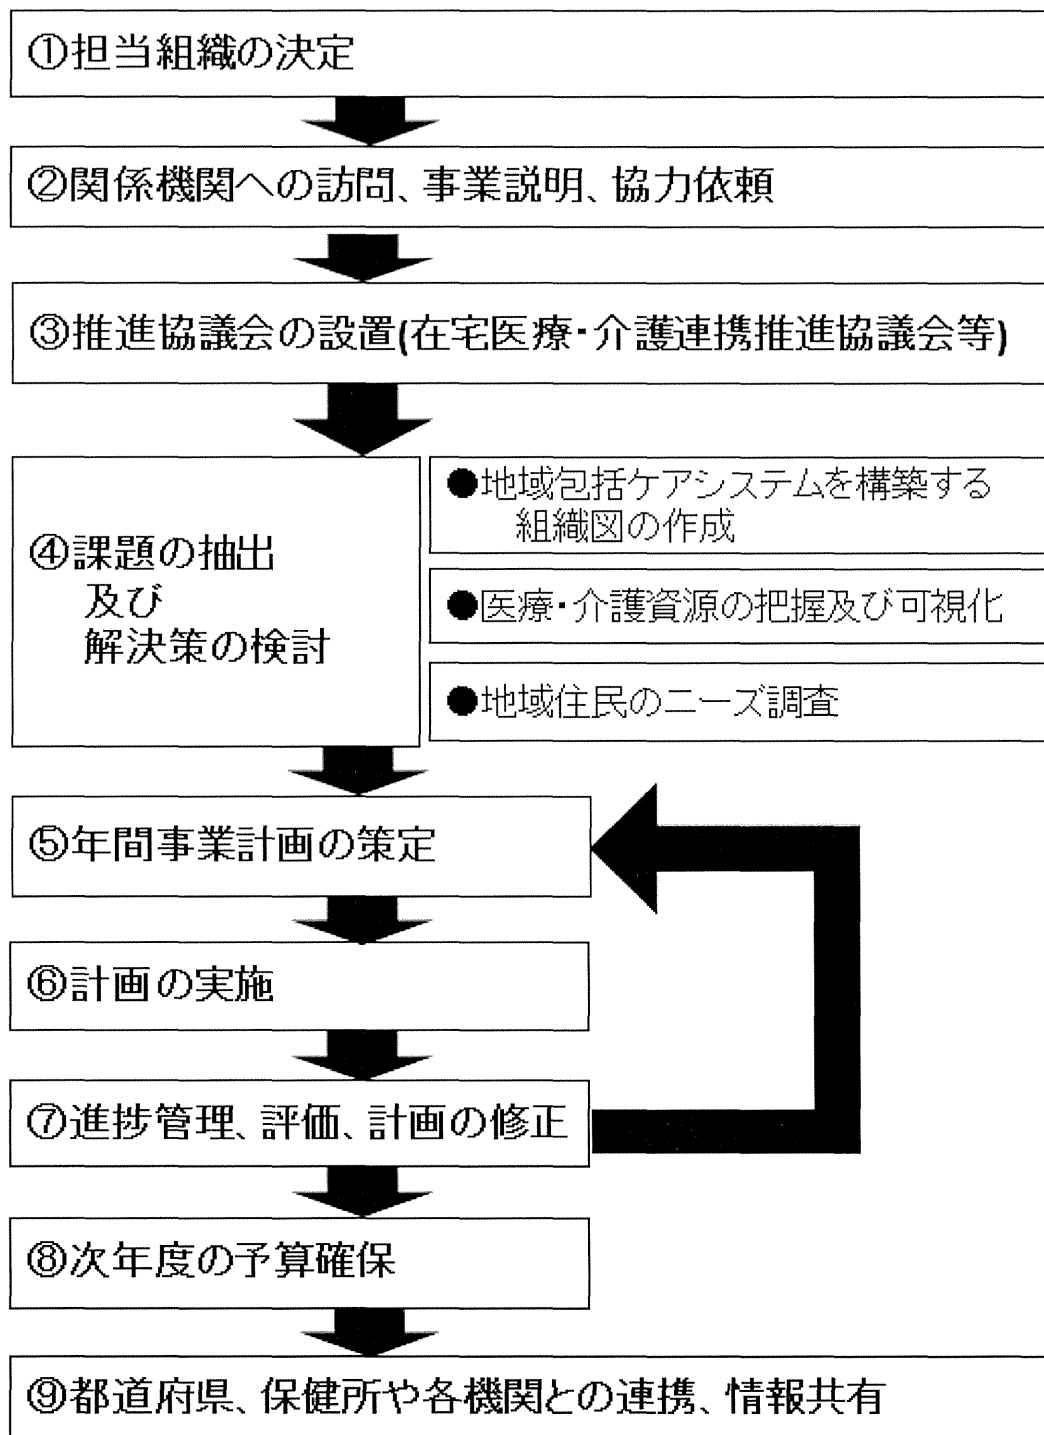 ①担当組織の決定
②関係機関への訪問、事業説明、協力依頼
③推進協議会の設置(在宅医療・介護連携推進協議会等)
④課題の抽出
及び
解決策の検討
●地域包括ケアシステムを構築する
組織図の作成
●医療・介護資源の把握及び可視化
●地域住民のニーズ調査
⑤年間事業計画の策定
⑥計画の実施
⑦進捗管理、評価、計画の修正
⑧次年度の予算確保
⑨都道府県、保健所や各機関との連携、情報共有